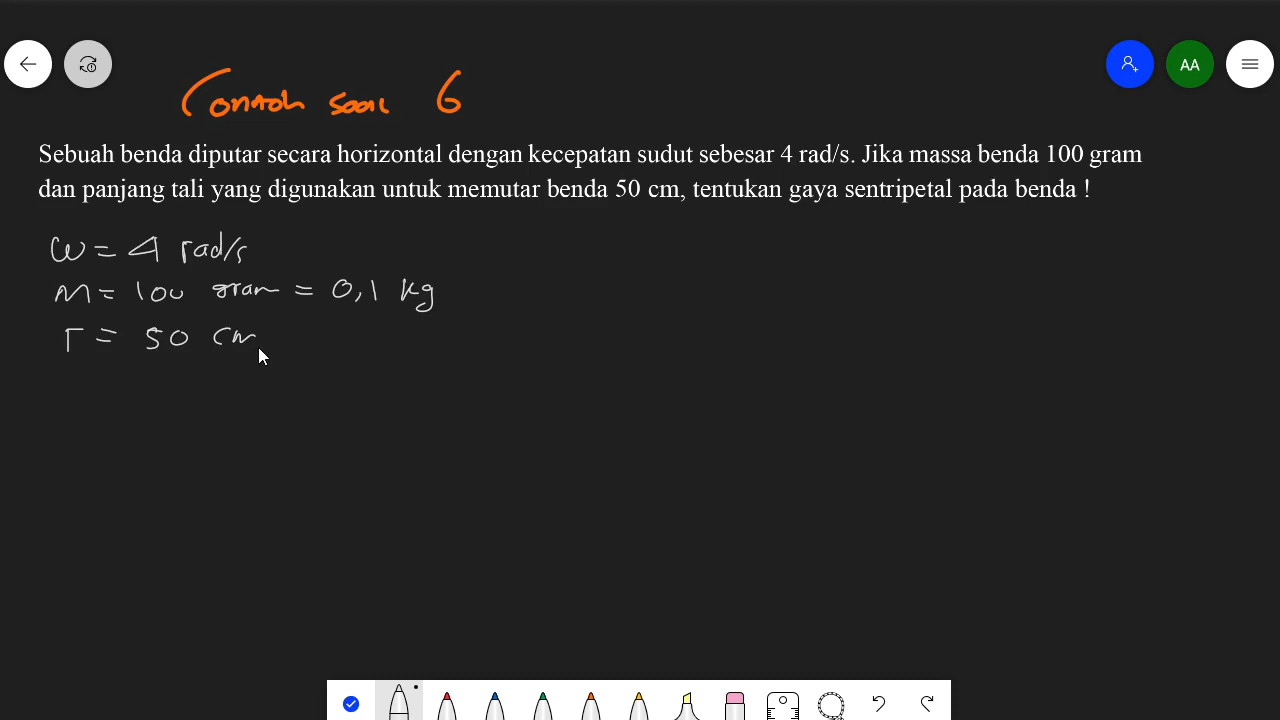 AA
Contoh soal 6
Sebuah benda diputar secara horizontal dengan kecepatan sudut sebesar 4 rad/s. Jika massa benda 100 gram
dan panjang tali yang digunakan untuk memutar benda 50 cm, tentukan gaya sentripetal pada benda !
ω = 4 rad/s
m = 100 gram = 0,1 kg
r = 50 cm